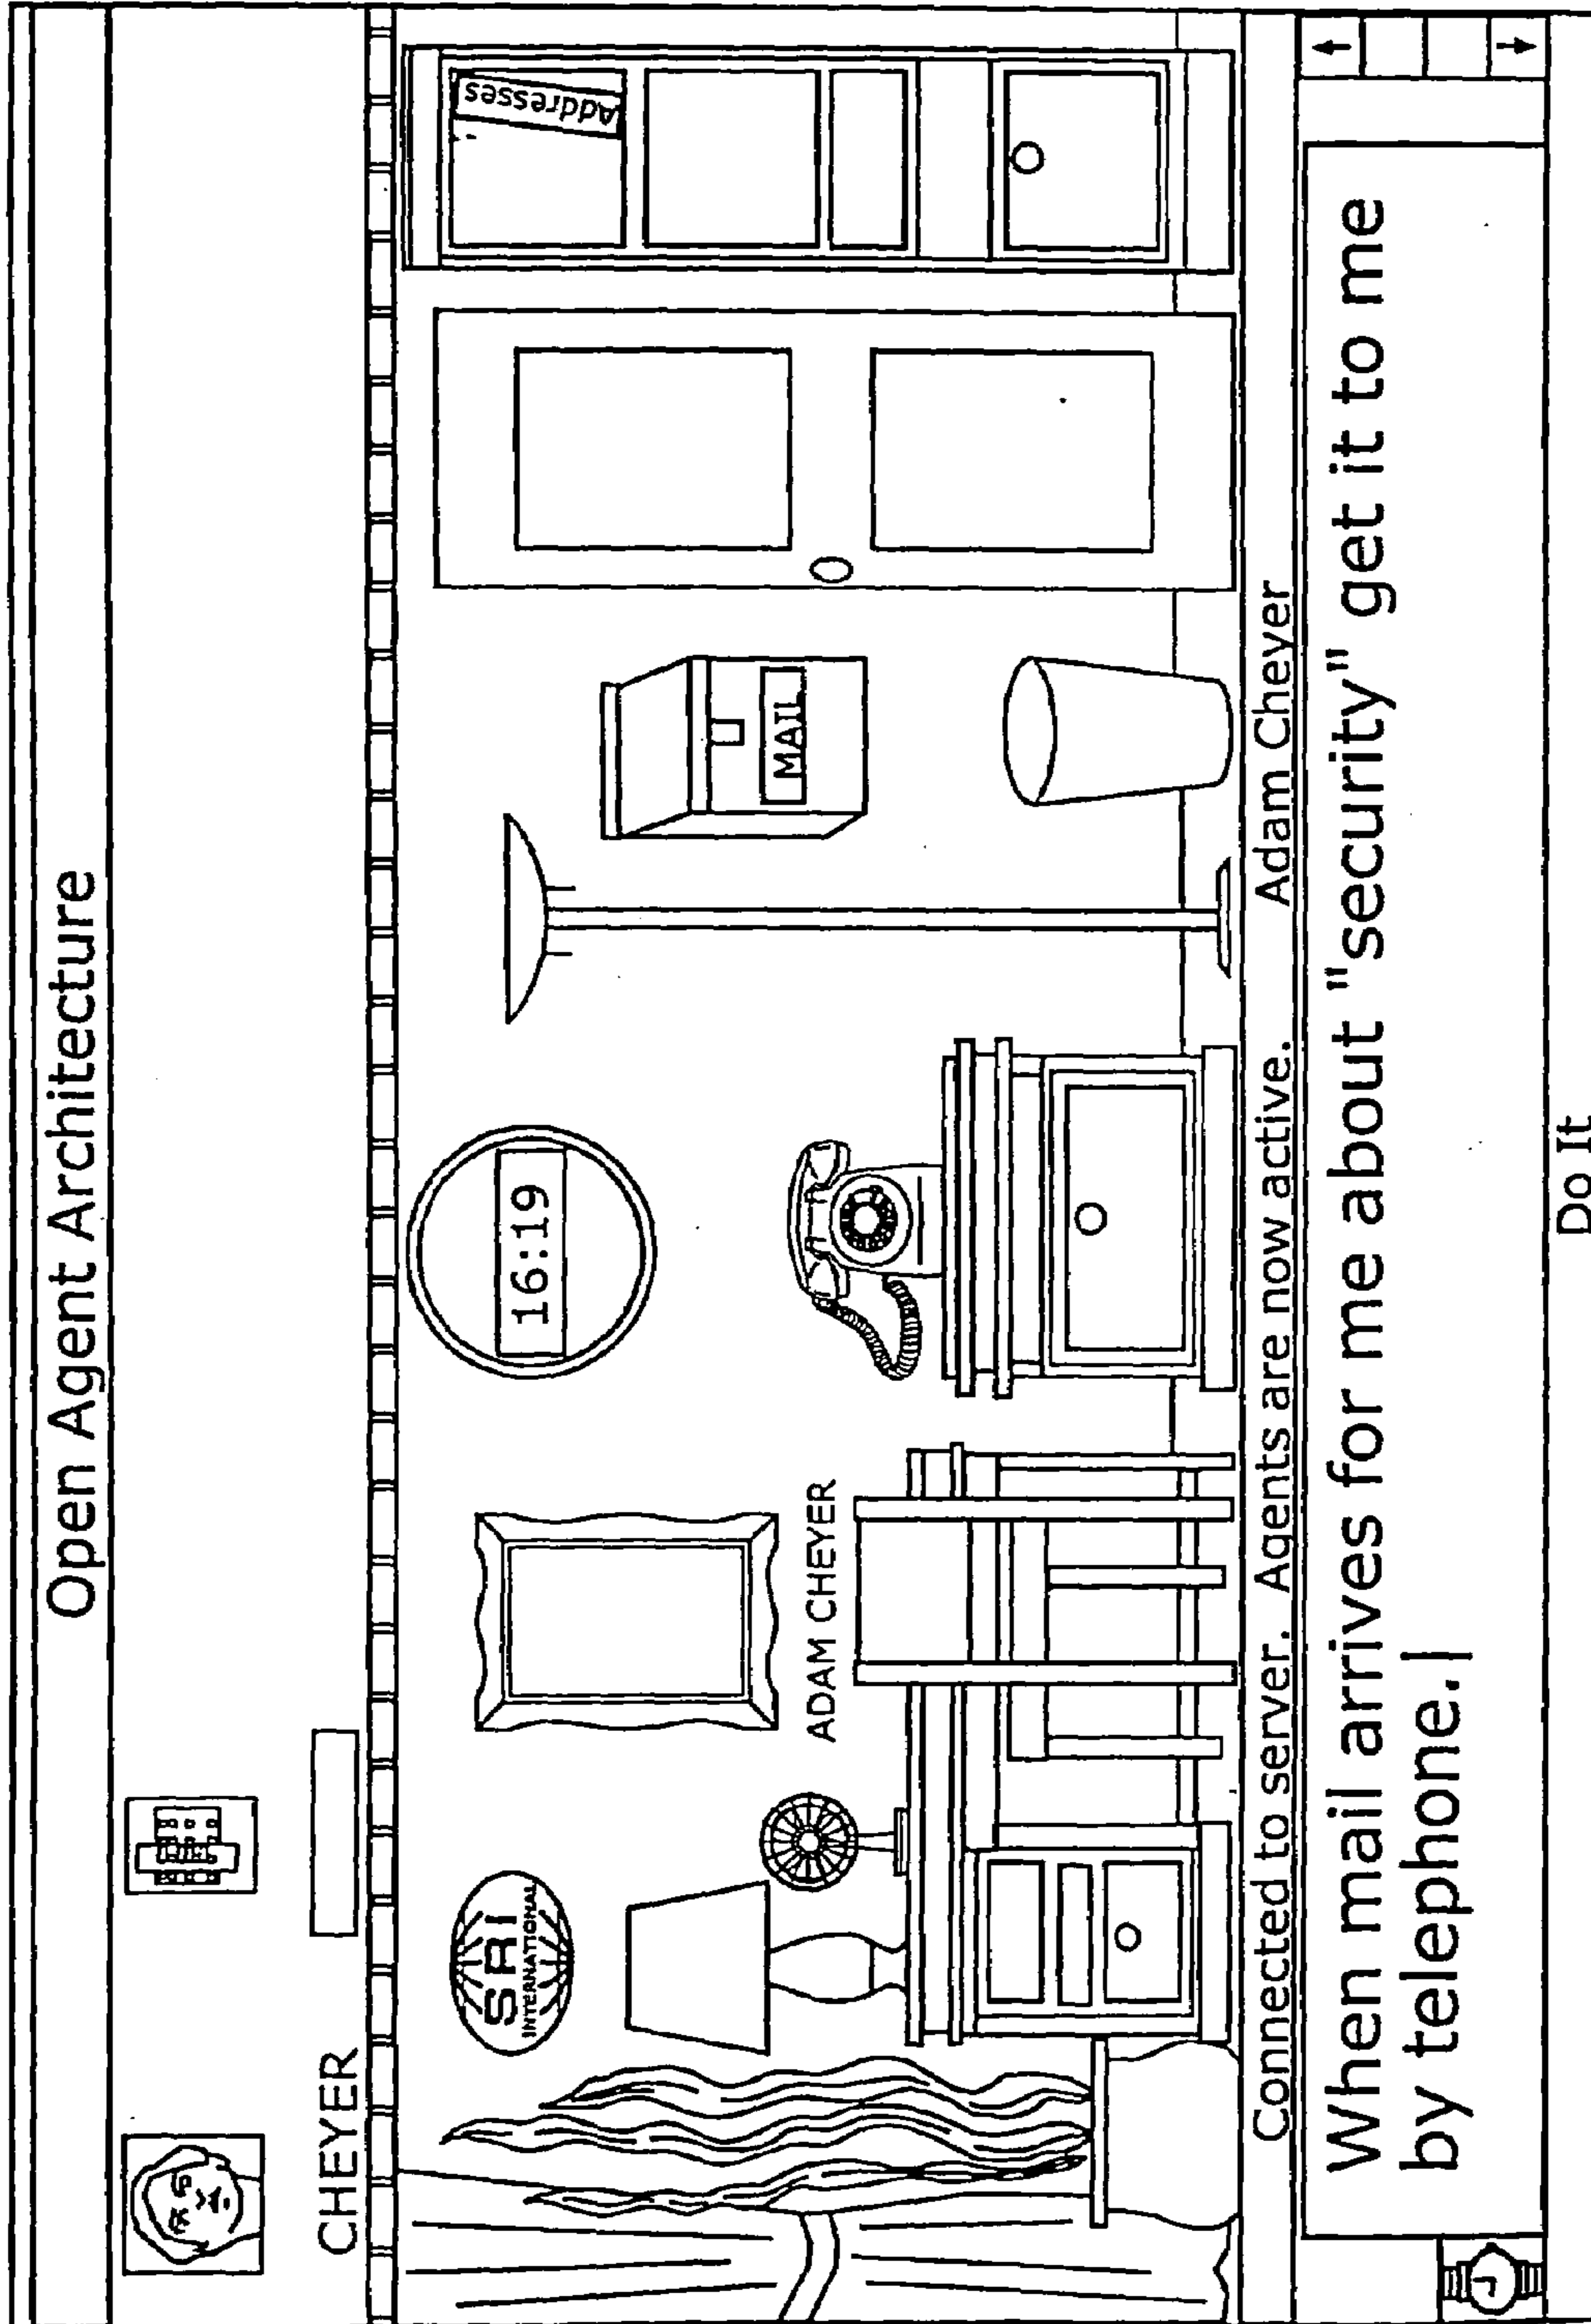 Open Agent Architecture
CHEYER
SRI
INTERNATIONAL
ADAM CHEYER
16:19
MAIL
Addresses
Connected to server. Agents are now active. Adam Cheyer
When mail arrives for me about "security" get it to me
by telephone.
Do It